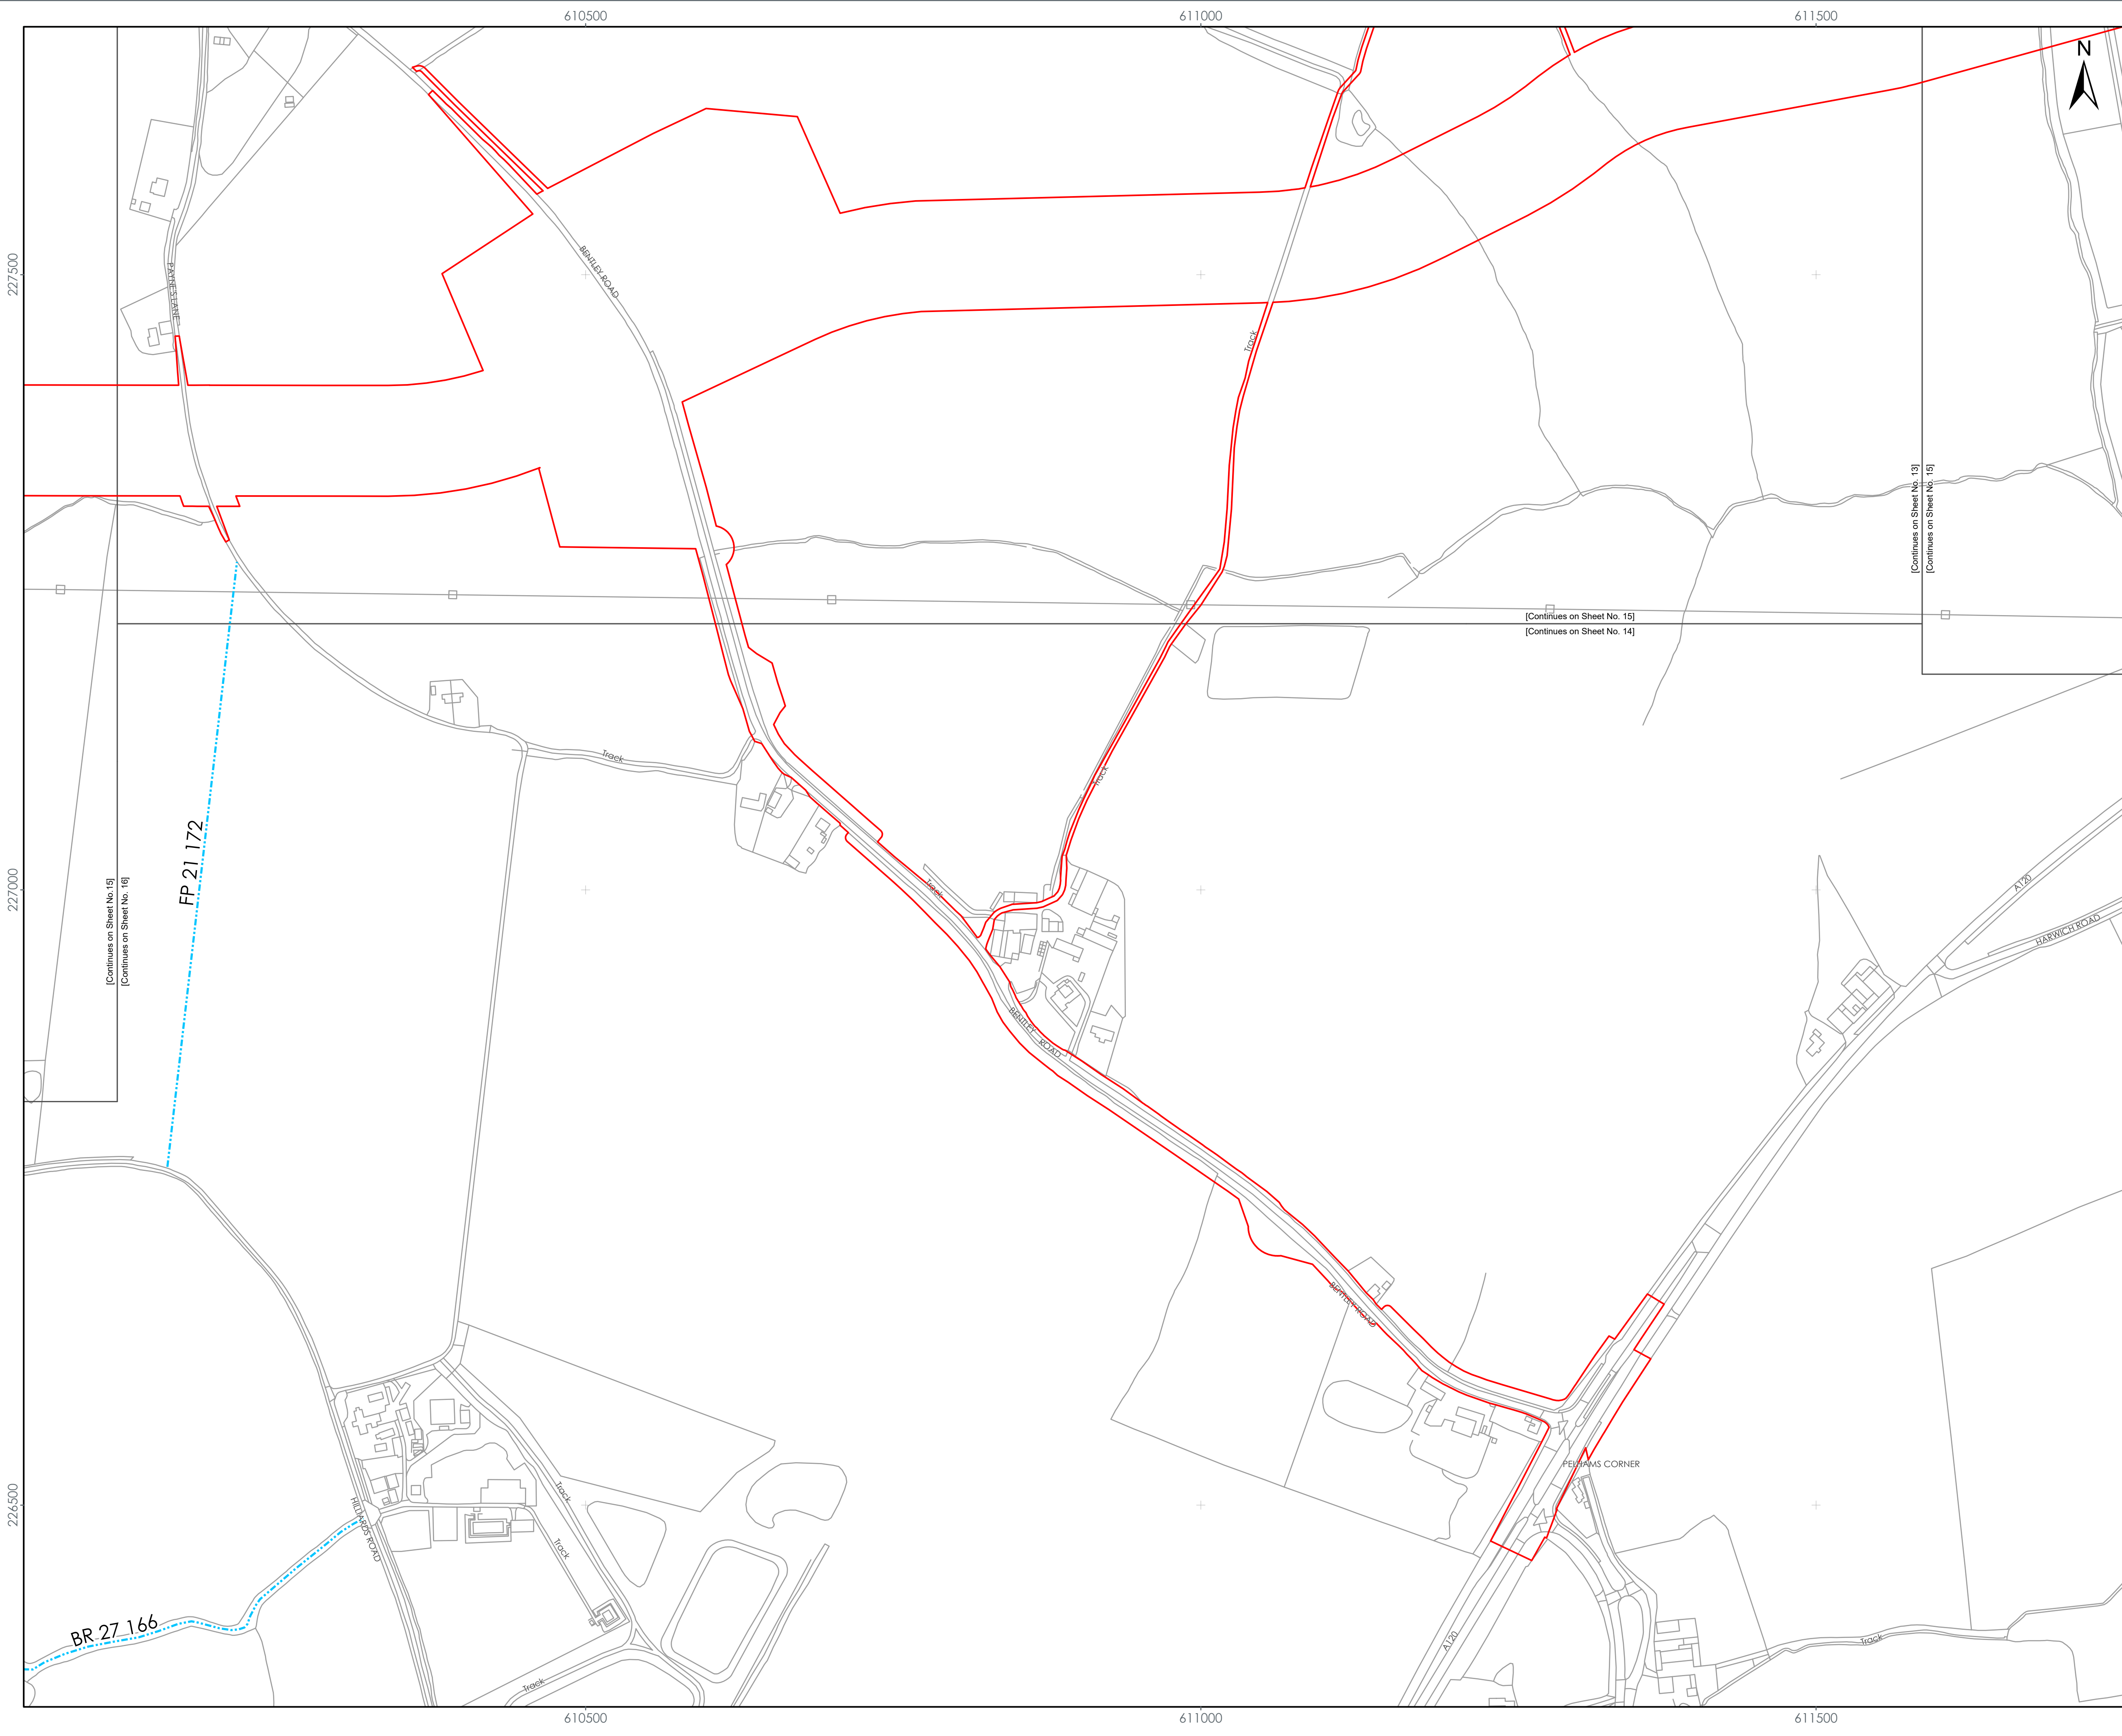 610500
611000
611500
N
227500
PAYNE'S LANE
BENTLEY ROAD
Track
[Continues on Sheet No. 13]
[Continues on Sheet No. 15]
[Continues on Sheet No. 15]
[Continues on Sheet No. 14]
Track
Track
FP 21 172
227000
[Continues on Sheet No.15]
[Continues on Sheet No. 16]
Track
A120
HARWICH ROAD
BENTLEY
ROAD
BENTLEY ROAD
PELHAMS CORNER
226500
HILLIARDS ROAD
Track
Track
BR 27 166
Track
A120
Track
610500
611000
611500